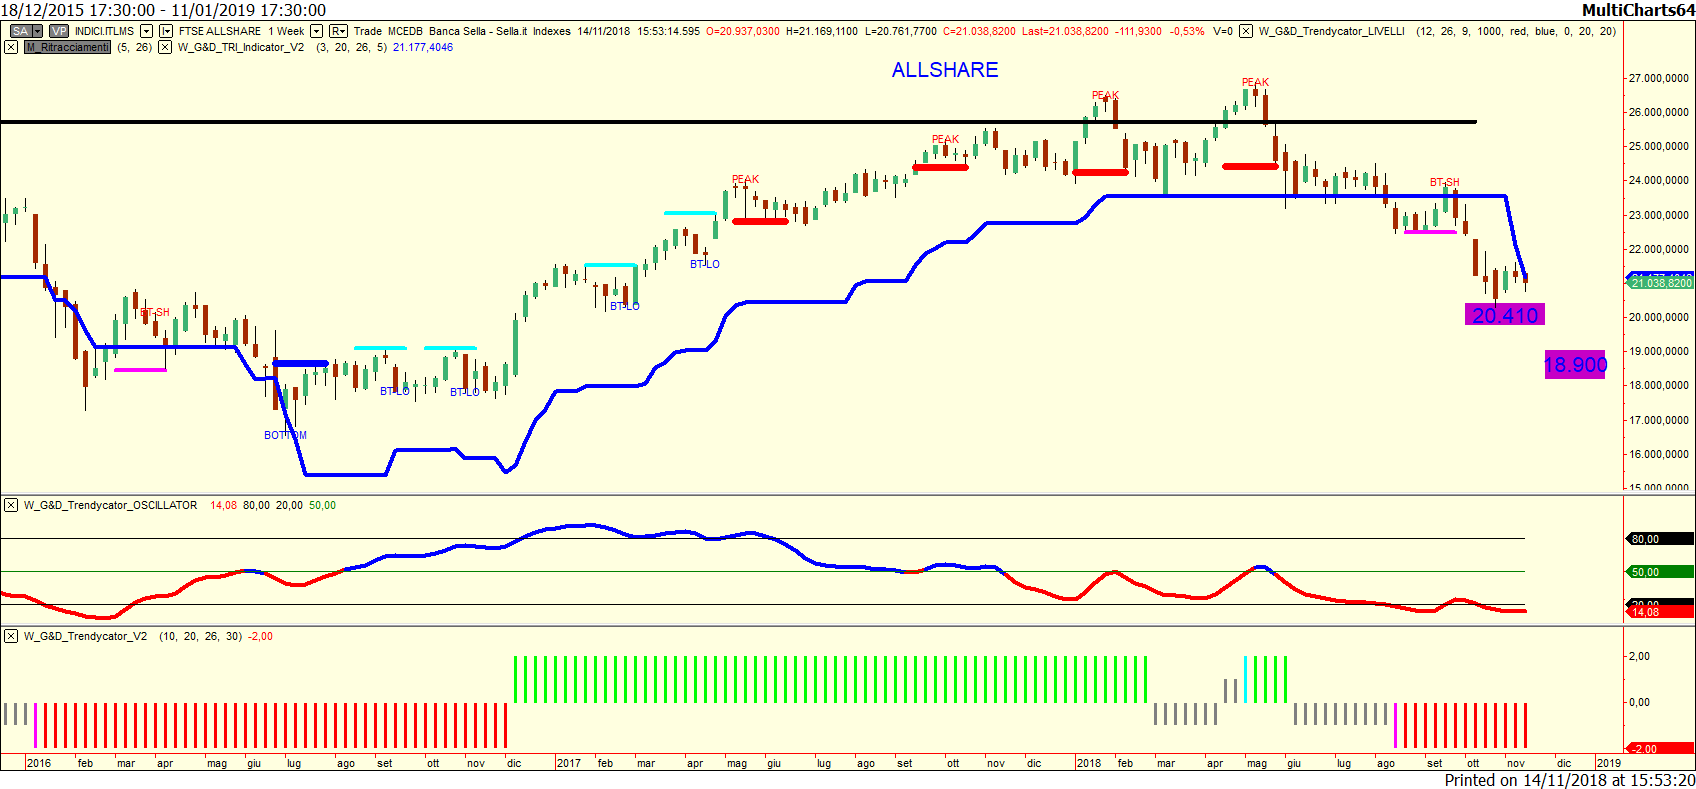 18/12/2015 17:30:00 - 11/01/2019 17:30:00
MultiCharts64
SA VP INDICI.ITLMS I FTSE ALLSHARE 1 Week R Trade MCEDB Banca Sella - Sella.it Indexes 14/11/2018 15:53:14.595 O=20.937,0300 H=21.169,1100 L=20.761,7700 C=21.038,8200 Last=21.038,8200 -111,9300 -0,53% V=0 W_G&D_Trendycator_LIVELLI (12, 26, 9, 1000, red, blue, 0, 20, 20)
M_Ritracciamenti (5, 26) W_G&D_TRI_Indicator_V2 (3, 20, 26, 5) 21.177,4046
ALLSHARE
27.000,0000
PEAK
PEAK
26.000,0000
PEAK
25.000,0000
PEAK
BT-SH
24.000,0000
23.000,0000
22.000,0000
BT-LO
21.038,8200
BT-SH
BT-LO
20.410
20.000,0000
19.000,0000
18.900
18.000,0000
BT-LO
BT-LO
17.000,0000
BOTTOM
16.000,0000
15.000,0000
W_G&D_Trendycator_OSCILLATOR 14,08 80,00 20,00 50,00
80,00
50,00
20,00
14,08
W_G&D_Trendycator_V2 (10, 20, 26, 30) -2,00
2,00
0,00
-2,00
2016 feb mar apr mag giu lug ago set ott nov dic 2017 feb mar apr mag giu lug ago set ott nov dic 2018 feb mar apr mag giu lug ago set ott nov dic 2019
Printed on 14/11/2018 at 15:53:20